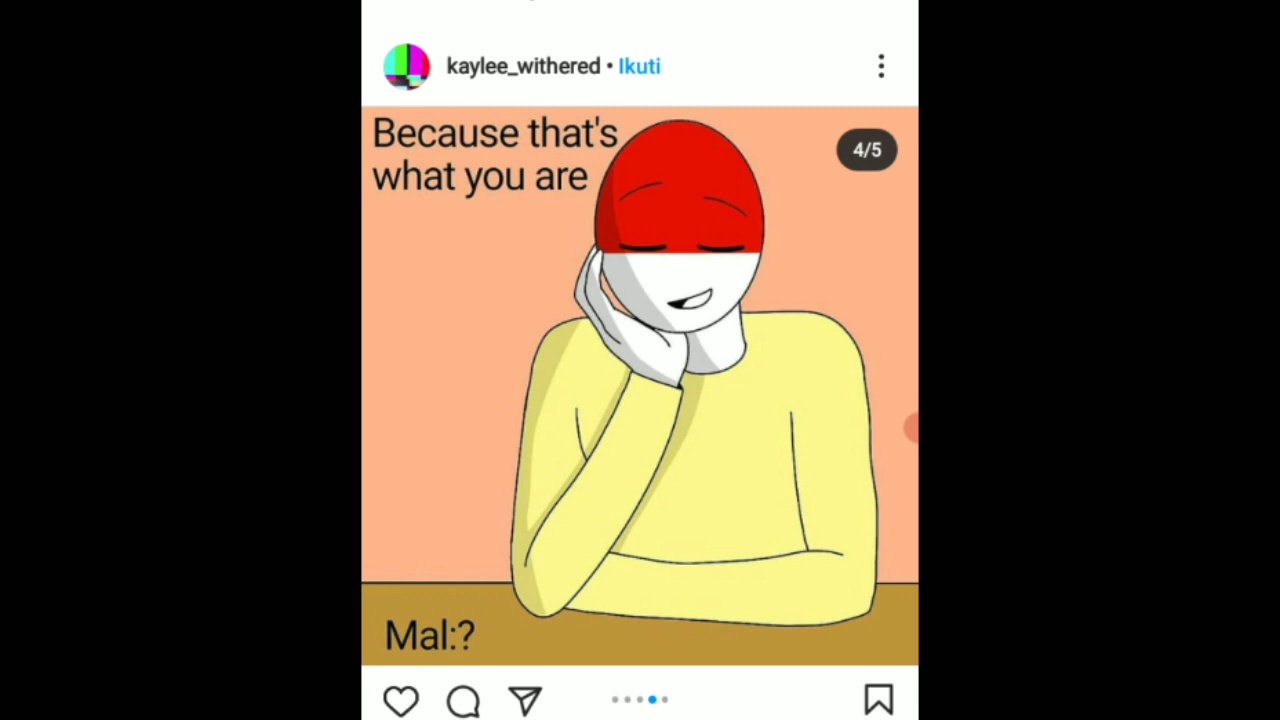 kaylee_withered • Ikuti
Because that's
what you are
4/5
Mal:?